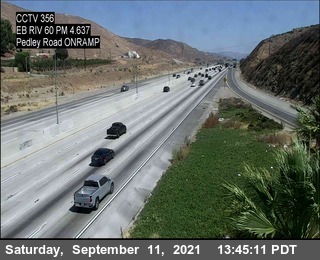 CCTV 356
EB RIV 60 PM 4.637
Pedley Road ONRAMP
Saturday, September 11, 2021 13:45:11 PDT